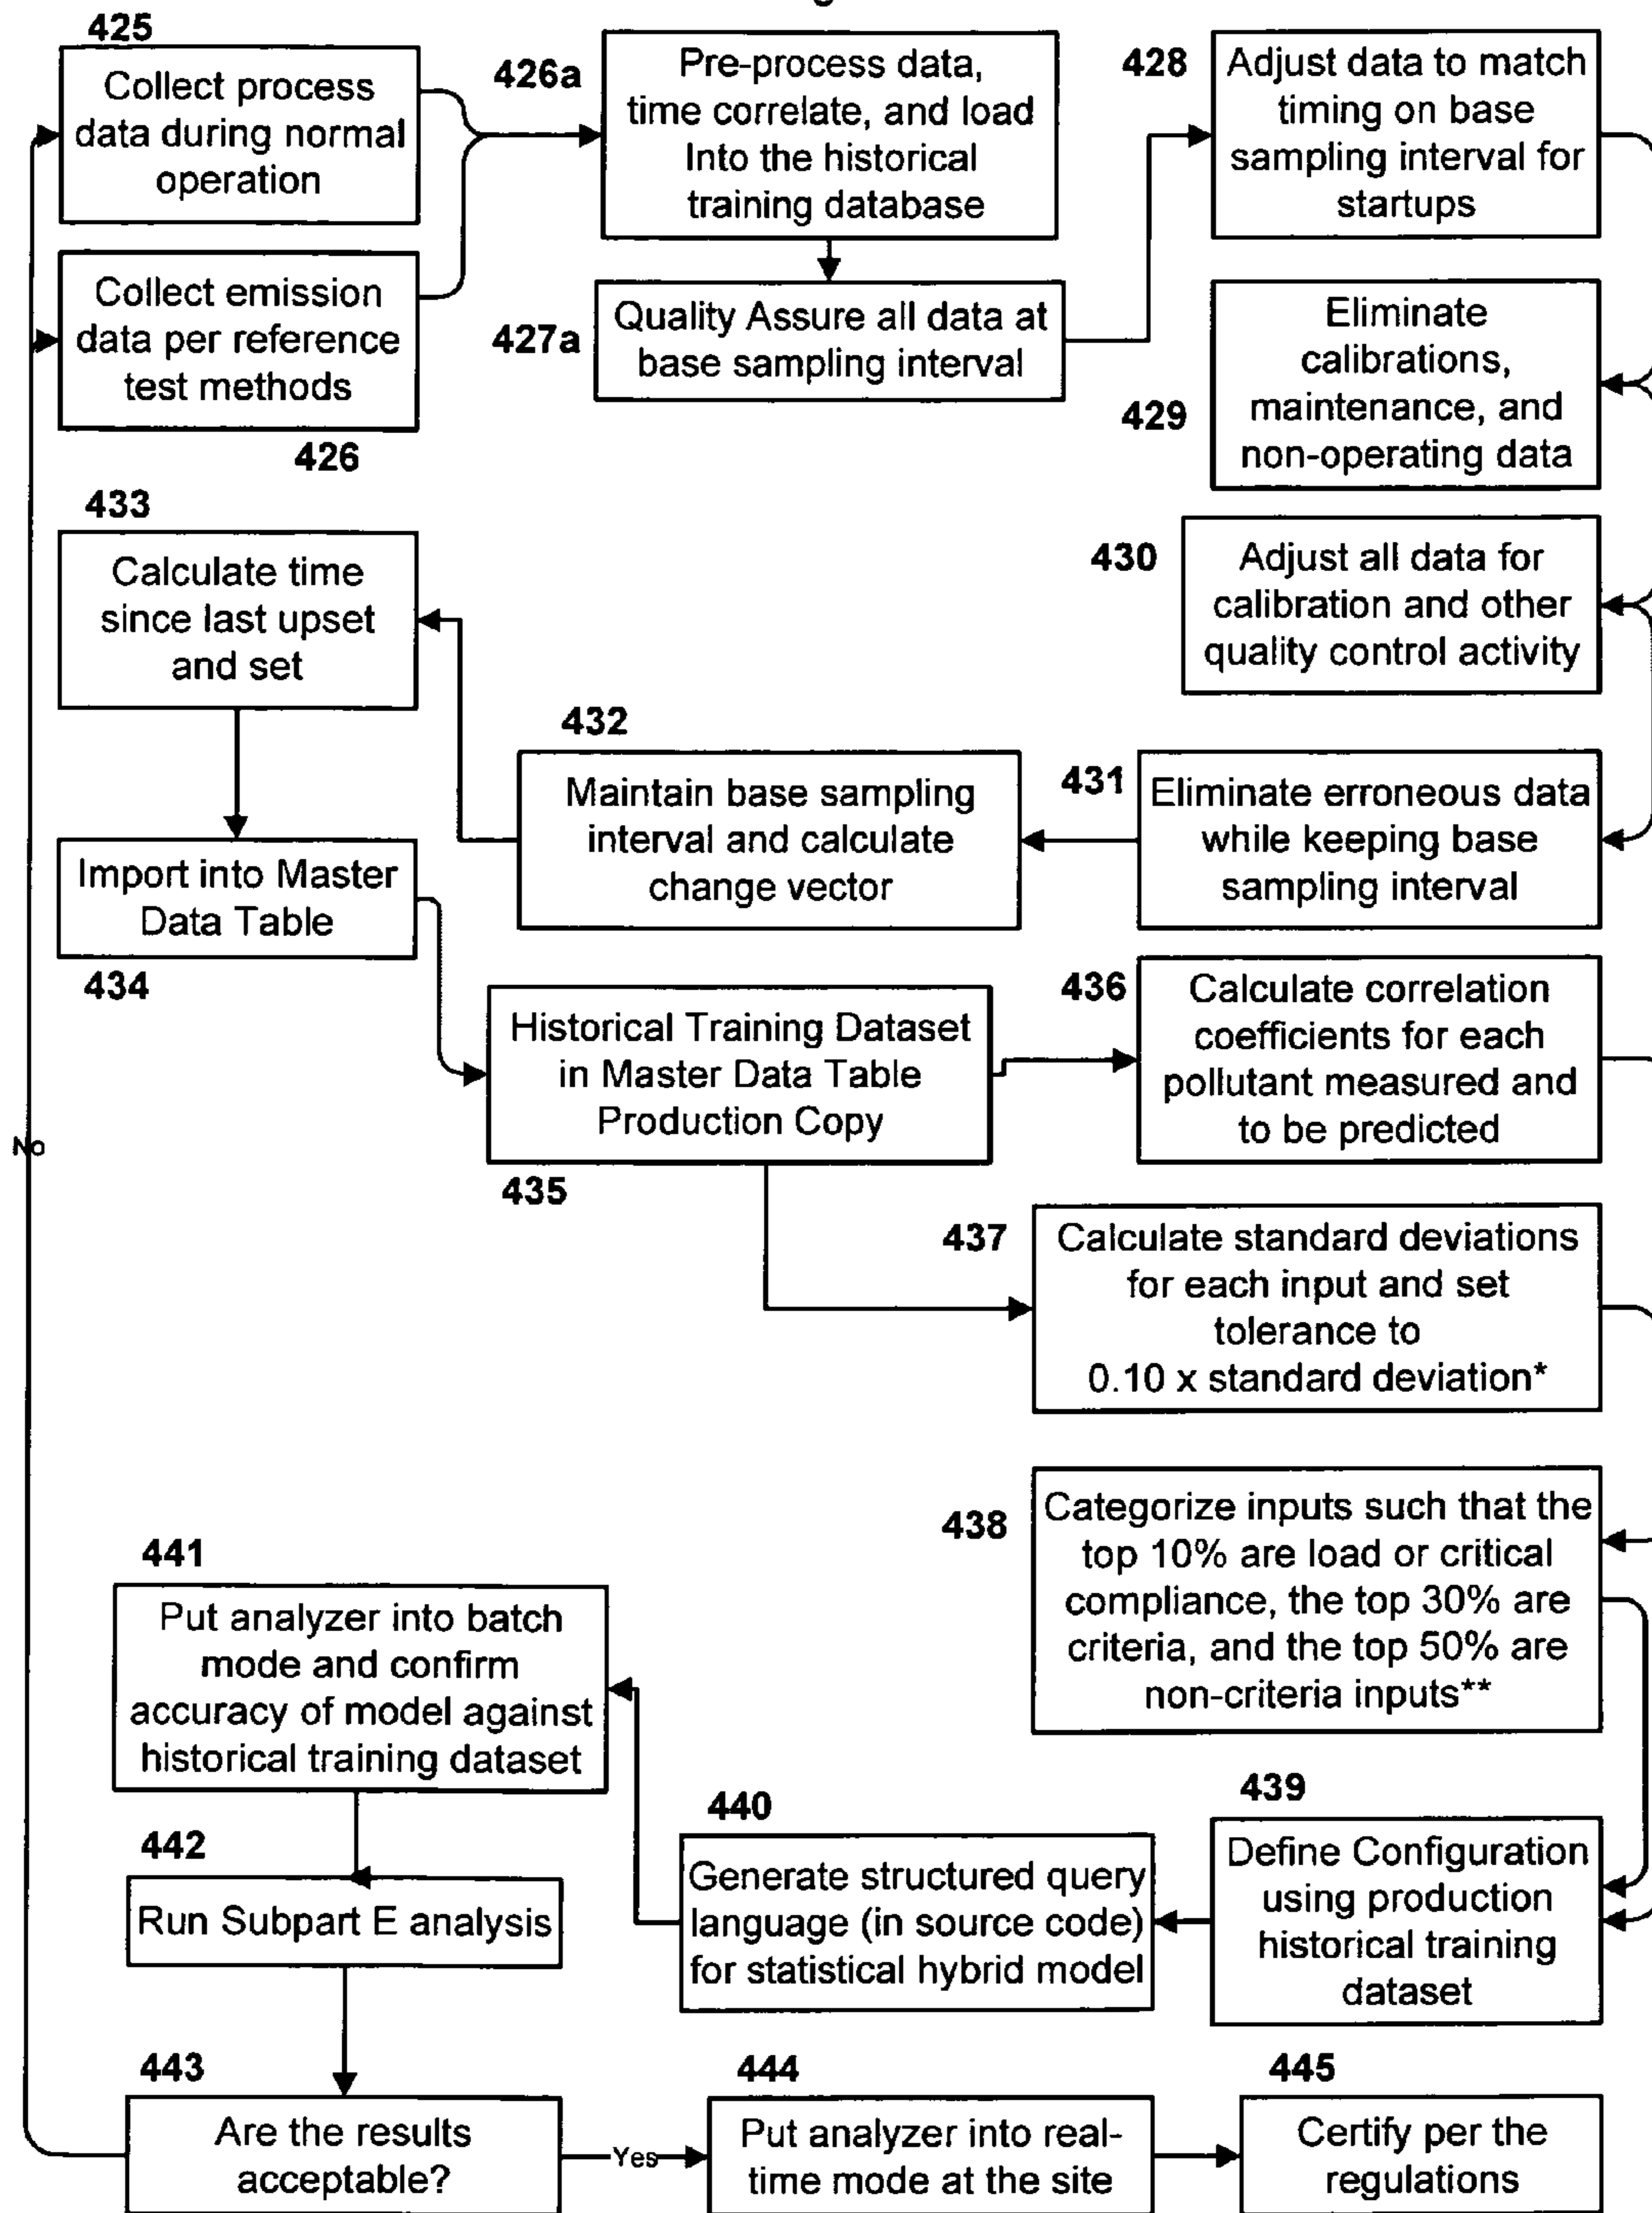 425
Collect process
data during normal
operation
426a
Pre-process data,
time correlate, and load
Into the historical
training database
428
Adjust data to match
timing on base
sampling interval for
startups
Collect emission
data per reference
test methods
426
427a
Quality Assure all data at
base sampling interval
429
Eliminate
calibrations,
maintenance, and
non-operating data
433
Calculate time
since last upset
and set
430
Adjust all data for
calibration and other
quality control activity
432
Maintain base sampling
interval and calculate
change vector
431
Eliminate erroneous data
while keeping base
sampling interval
Import into Master
Data Table
434
Historical Training Dataset
in Master Data Table
Production Copy
435
436
Calculate correlation
coefficients for each
pollutant measured and
to be predicted
No
437
Calculate standard deviations
for each input and set
tolerance to
0.10 x standard deviation*
438
Categorize inputs such that the
top 10% are load or critical
compliance, the top 30% are
criteria, and the top 50% are
non-criteria inputs**
441
Put analyzer into batch
mode and confirm
accuracy of model against
historical training dataset
440
Generate structured query
language (in source code)
for statistical hybrid model
439
Define Configuration
using production
historical training
dataset
442
Run Subpart E analysis
443
Are the results
acceptable?
Yes
444
Put analyzer into real-
time mode at the site
445
Certify per the
regulations